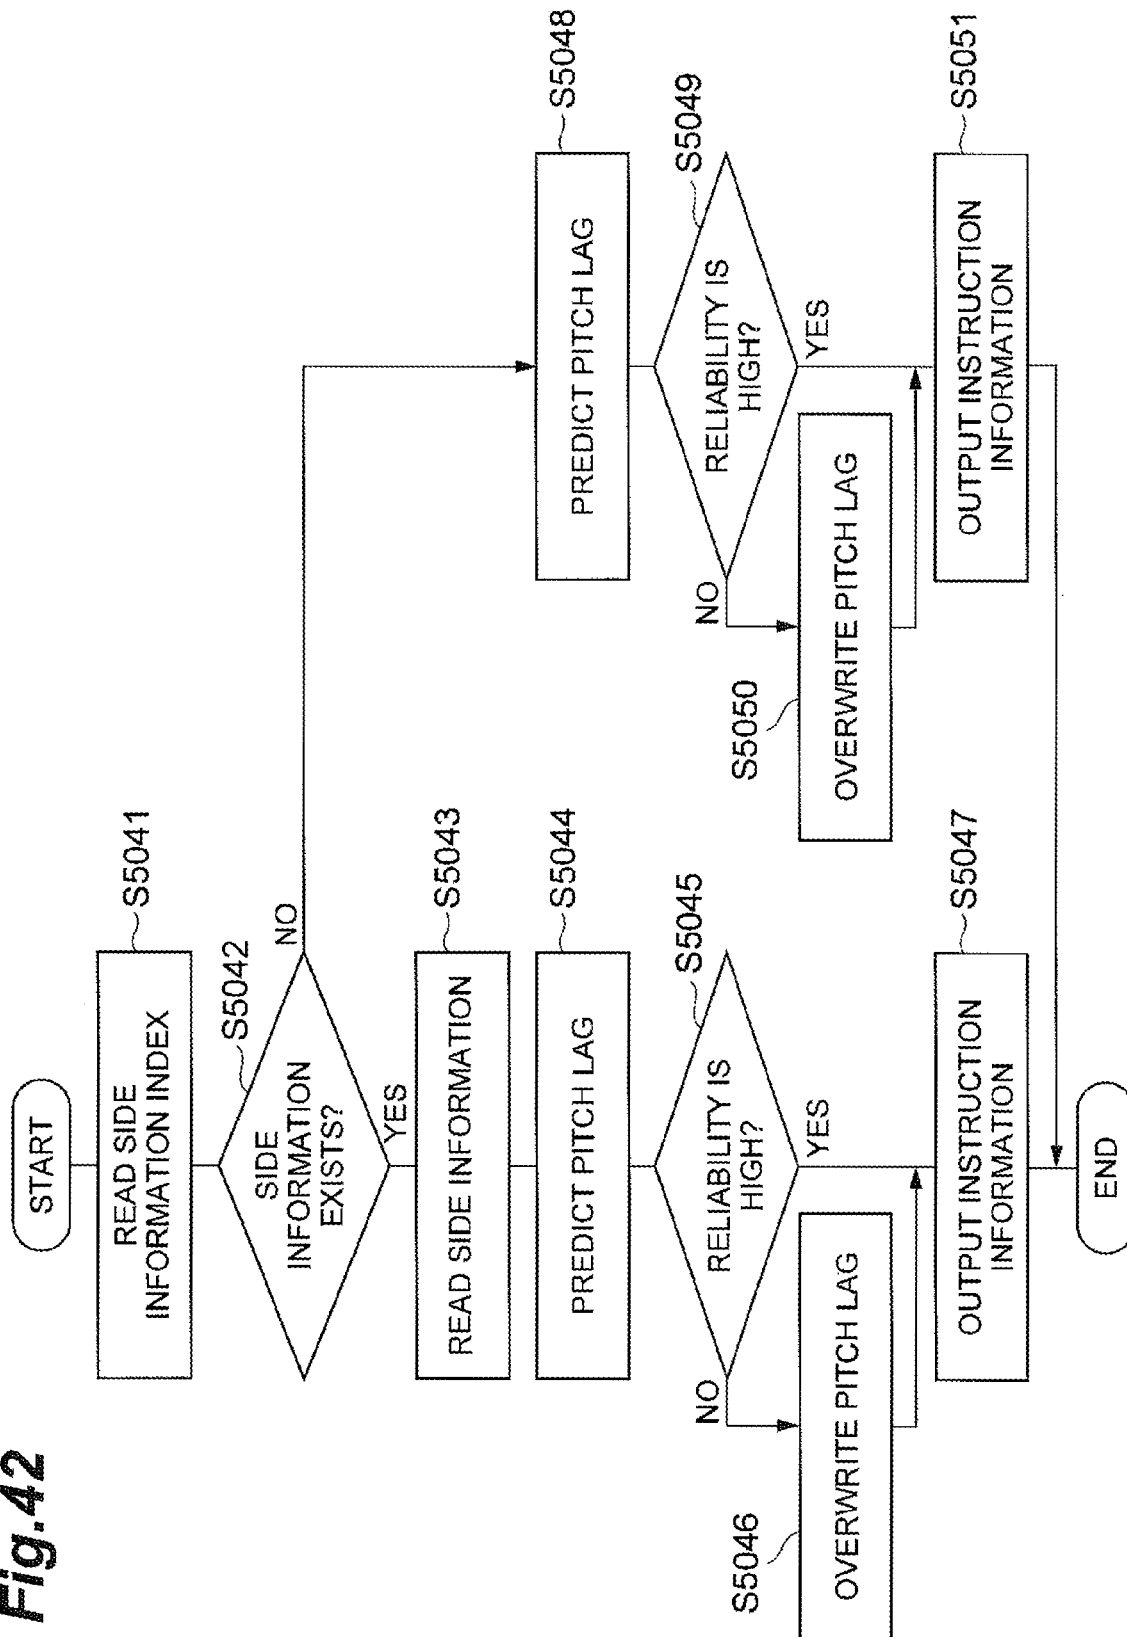 Fig.42
START
READ SIDE
INFORMATION INDEX
S5041
SIDE
INFORMATION
EXISTS?
S5042
NO
YES
READ SIDE INFORMATION
S5043
PREDICT PITCH LAG
S5044
RELIABILITY IS
HIGH?
S5045
NO
YES
S5046
OVERWRITE PITCH LAG
OUTPUT INSTRUCTION
INFORMATION
S5047
PREDICT PITCH LAG
S5048
RELIABILITY IS
HIGH?
S5049
NO
YES
S5050
OVERWRITE PITCH LAG
OUTPUT INSTRUCTION
INFORMATION
S5051
END